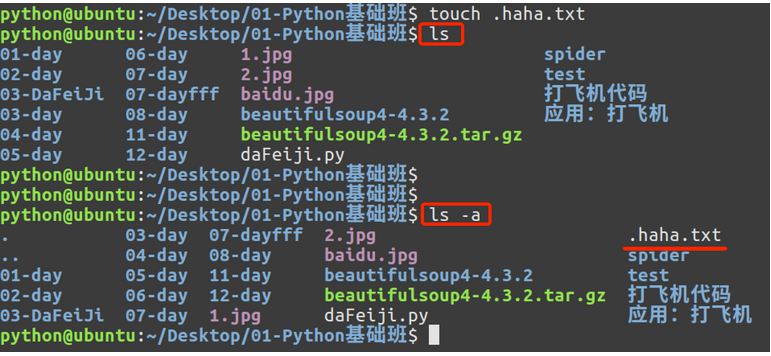 python@ubuntu:~/Desktop/01-Python基础班$ touch .haha.txt
python@ubuntu:~/Desktop/01-Python基础班$ ls
01-day 06-day 1.jpg spider
02-day 07-day 2.jpg test
03-DaFeiJi 07-dayfff baidu.jpg 打飞机代码
03-day 08-day beautifulsoup4-4.3.2 应用：打飞机
04-day 11-day beautifulsoup4-4.3.2.tar.gz
05-day 12-day daFeiji.py
python@ubuntu:~/Desktop/01-Python基础班$
python@ubuntu:~/Desktop/01-Python基础班$
python@ubuntu:~/Desktop/01-Python基础班$ ls -a
. 03-day 07-dayfff 2.jpg .haha.txt
.. 04-day 08-day baidu.jpg spider
01-day 05-day 11-day beautifulsoup4-4.3.2 test
02-day 06-day 12-day beautifulsoup4-4.3.2.tar.gz 打飞机代码
03-DaFeiJi 07-day 1.jpg daFeiji.py 应用：打飞机
python@ubuntu:~/Desktop/01-Python基础班$